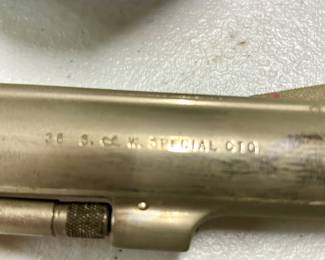 38 S. & W. SPECIAL CTG.